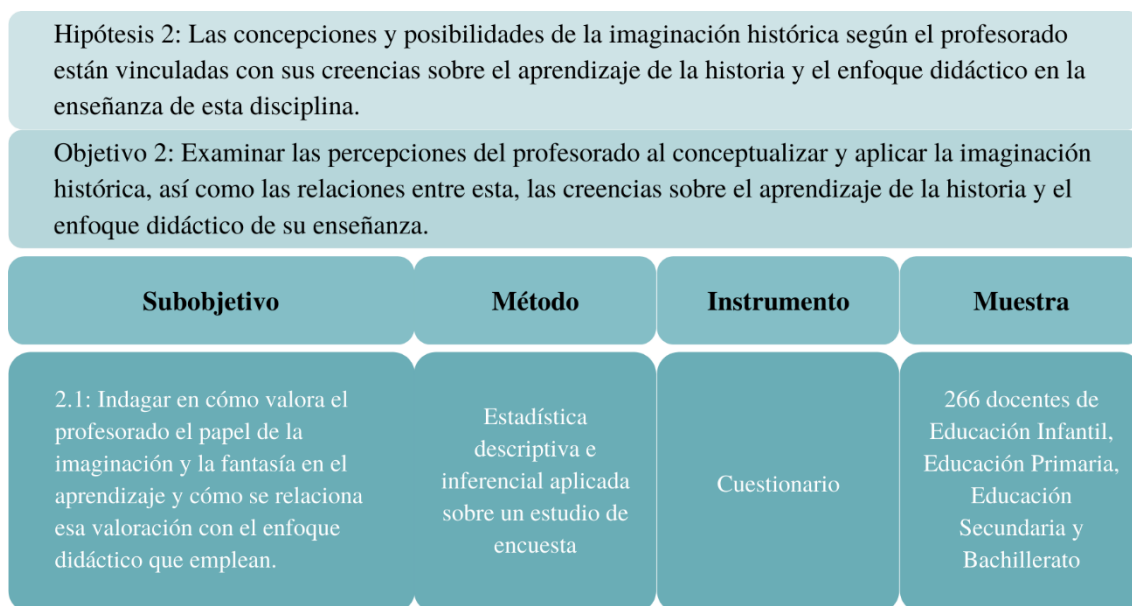 Hipótesis 2: Las concepciones y posibilidades de la imaginación histórica según el profesorado
están vinculadas con sus creencias sobre el aprendizaje de la historia y el enfoque didáctico en la
enseñanza de esta disciplina.
Objetivo 2: Examinar las percepciones del profesorado al conceptualizar y aplicar la imaginación
histórica, así como las relaciones entre esta, las creencias sobre el aprendizaje de la historia y el
enfoque didáctico de su enseñanza.
Subobjetivo
Método
Instrumento
Muestra
2.1: Indagar en cómo valora el
profesorado el papel de la
imaginación y la fantasía en el
aprendizaje y cómo se relaciona
esa valoración con el enfoque
didáctico que emplean.
Estadística
descriptiva e
inferencial aplicada
sobre un estudio de
encuesta
Cuestionario
266 docentes de
Educación Infantil,
Educación Primaria,
Educación
Secundaria y
Bachillerato